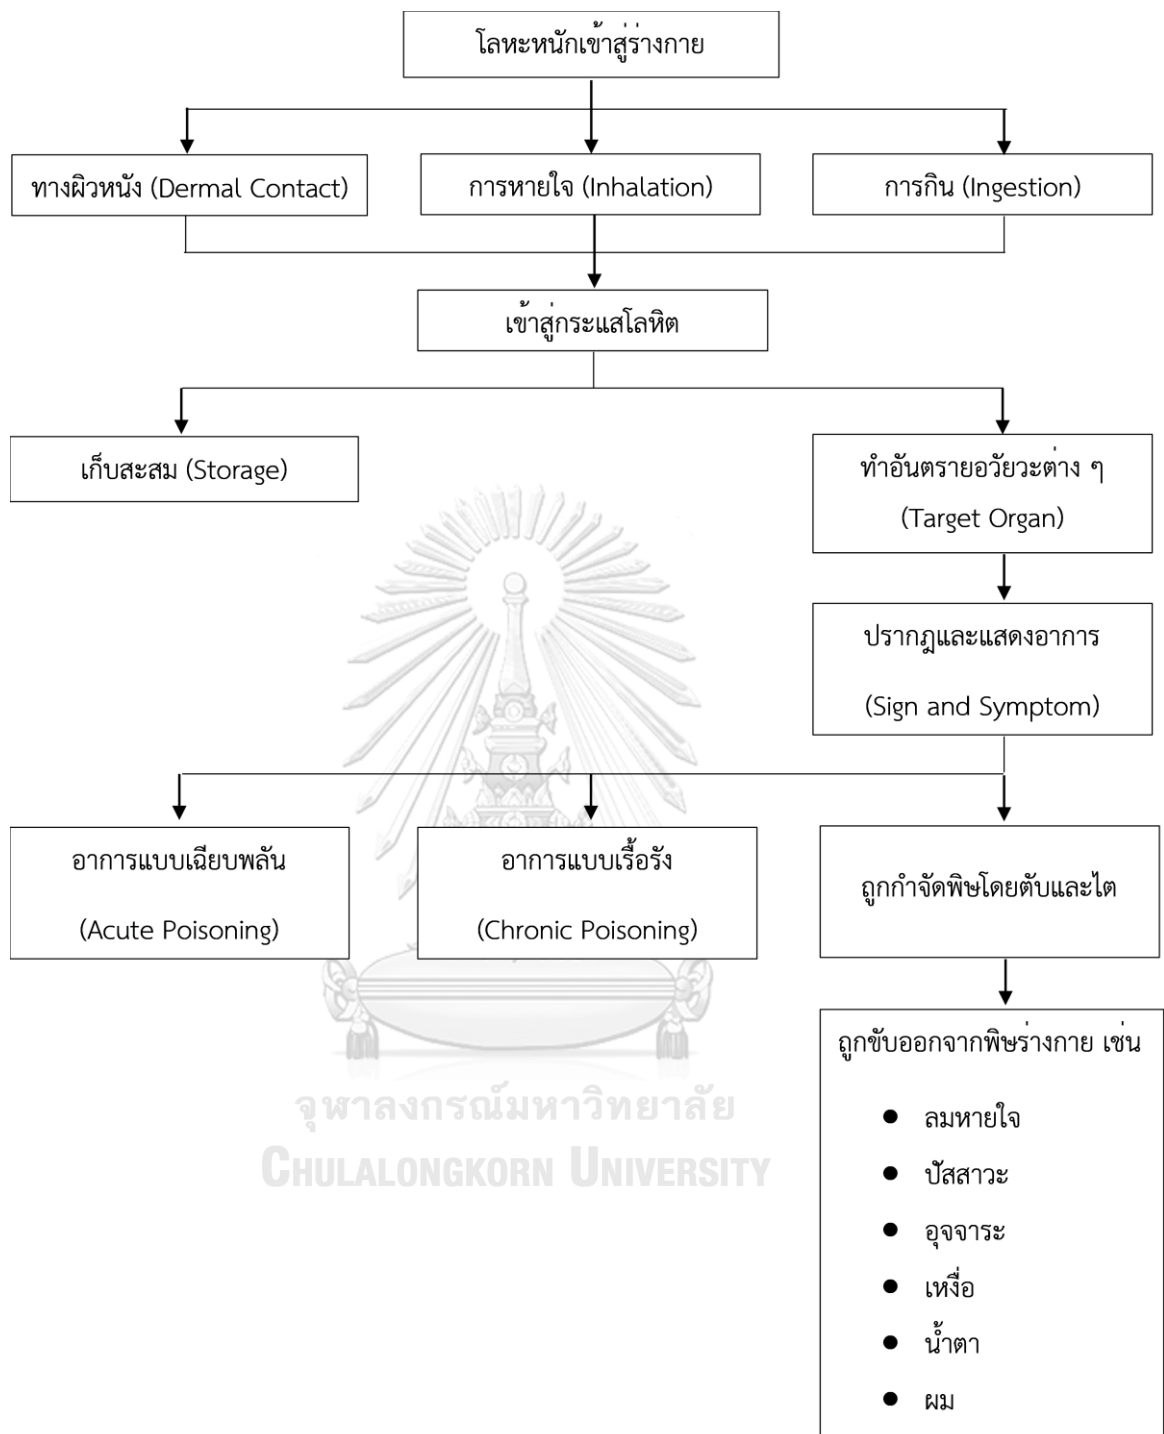 โลหะหนักเข้าสู่ร่างกาย
ทางผิวหนัง (Dermal Contact)
การหายใจ (Inhalation)
การกิน (Ingestion)
เข้าสู่กระแสโลหิต
เก็บสะสม (Storage)
ทำอันตรายอวัยวะต่าง ๆ
(Target Organ)
ปรากฎและแสดงอาการ
(Sign and Symptom)
อาการแบบเฉียบพลัน
(Acute Poisoning)
อาการแบบเรื้อรัง
(Chronic Poisoning)
ถูกกำจัดพิษโดยตับและไต
ถูกขับออกจากพิษร่างกาย เช่น
● ลมหายใจ
● ปัสสาวะ
● อุจจาระ
● เหงื่อ
● น้ำตา
● ผม
จุฬาลงกรณ์มหาวิทยาลัย
CHULALONGKORN UNIVERSITY